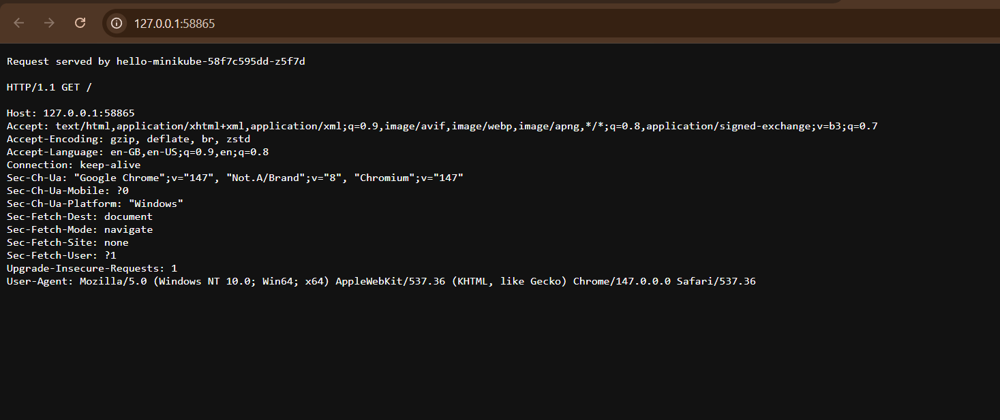 127.0.0.1:58865
Request served by hello-minikube-58f7c595dd-z5f7d
HTTP/1.1 GET /
Host: 127.0.0.1:58865
Accept: text/html,application/xhtml+xml,application/xml;q=0.9,image/avif,image/webp,image/apng,*/*;q=0.8,application/signed-exchange;v=b3;q=0.7
Accept-Encoding: gzip, deflate, br, zstd
Accept-Language: en-GB,en-US;q=0.9,en;q=0.8
Connection: keep-alive
Sec-Ch-Ua: "Google Chrome";v="147", "Not.A/Brand";v="8", "Chromium";v="147"
Sec-Ch-Ua-Mobile: ?0
Sec-Ch-Ua-Platform: "Windows"
Sec-Fetch-Dest: document
Sec-Fetch-Mode: navigate
Sec-Fetch-Site: none
Sec-Fetch-User: ?1
Upgrade-Insecure-Requests: 1
User-Agent: Mozilla/5.0 (Windows NT 10.0; Win64; x64) AppleWebKit/537.36 (KHTML, like Gecko) Chrome/147.0.0.0 Safari/537.36